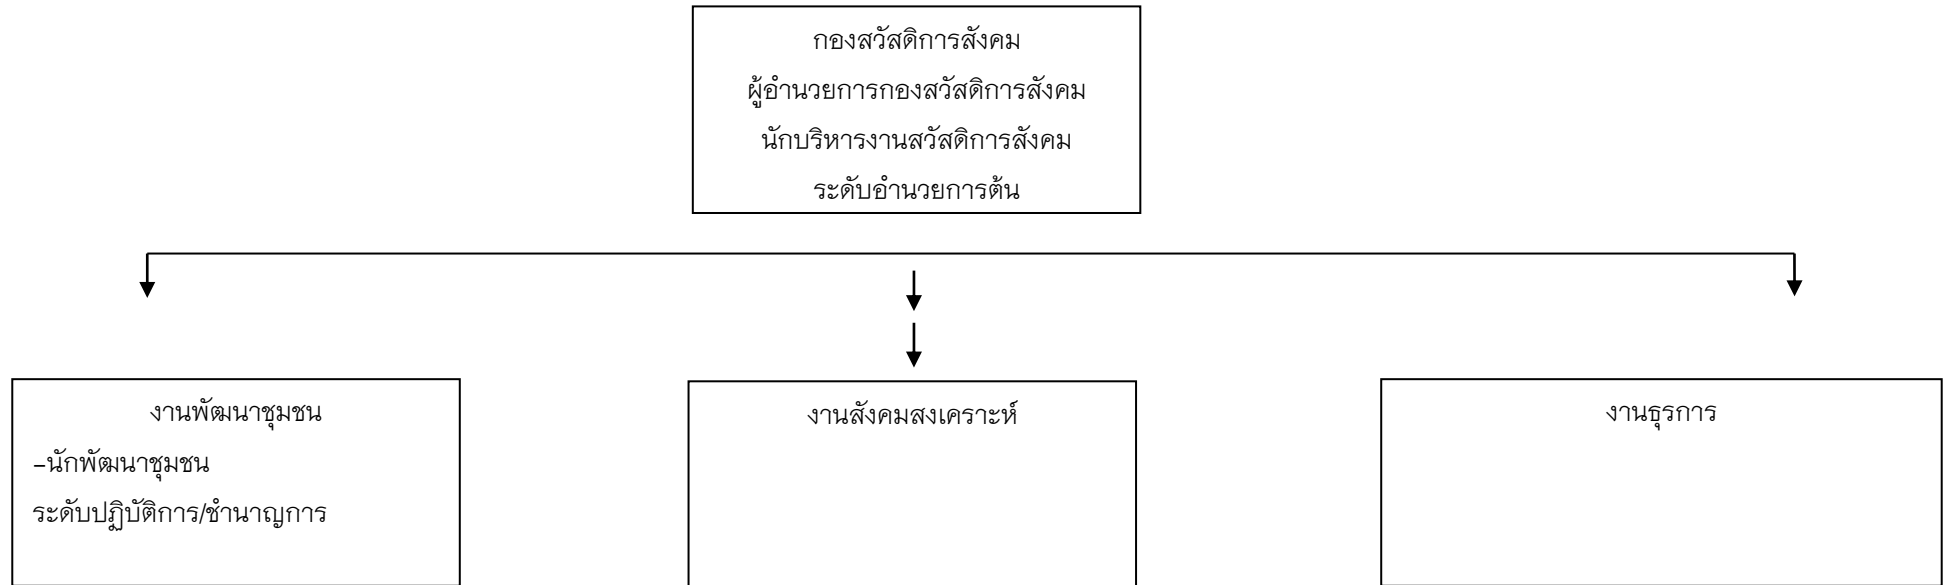 กองสวัสดิการสังคม
ผู้อำนวยการกองสวัสดิการสังคม
นักบริหารงานสวัสดิการสังคม
ระดับอำนวยการต้น
งานพัฒนาชุมชน
-นักพัฒนาชุมชน
ระดับปฏิบัติการ/ชำนาญการ
งานสังคมสงเคราะห์
งานธุรการ